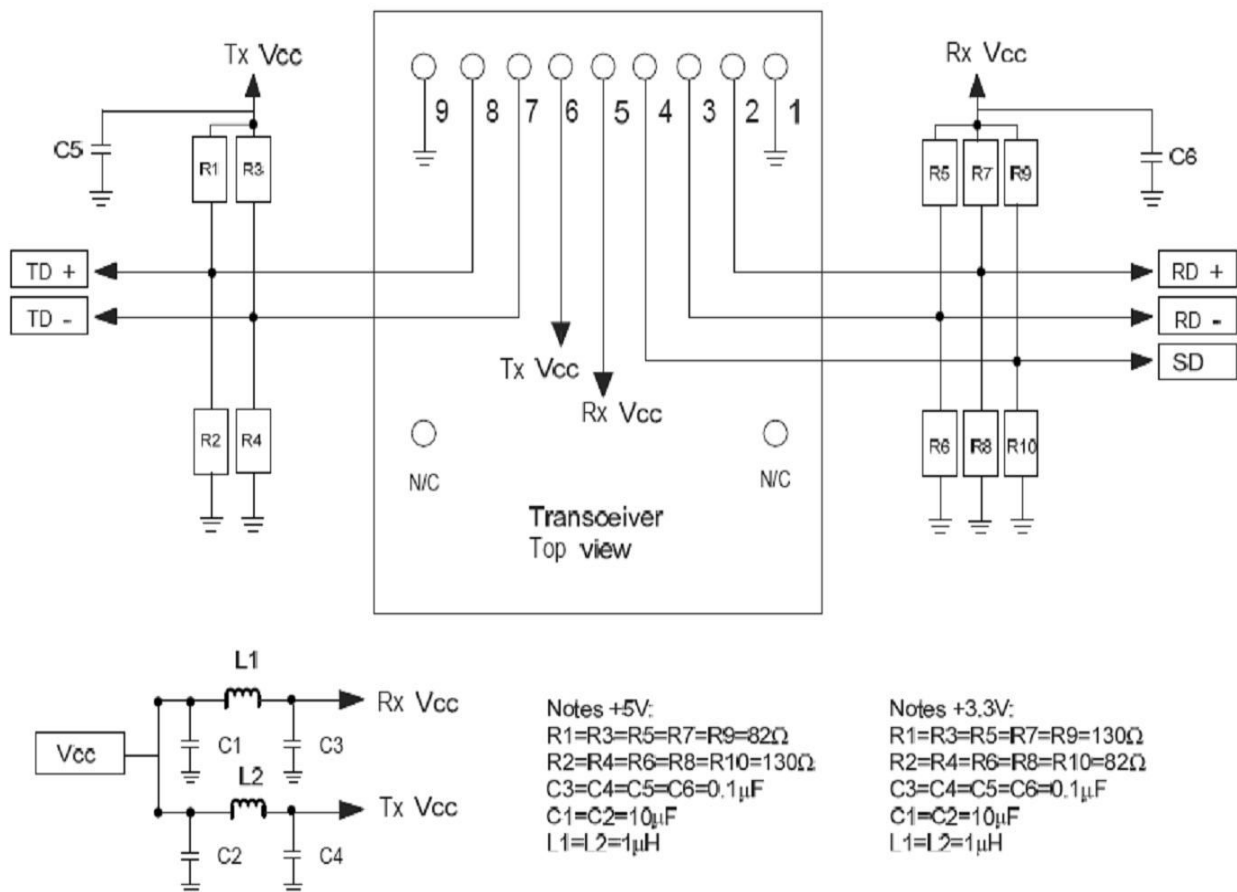 Tx Vcc
Rx Vcc
9 8 7 6 5 4 3 2 1
C5
R1
R3
R5
R7
R9
C6
TD +
RD +
TD -
RD -
SD
Tx Vcc
Rx Vcc
R2
R4
R6
R8
R10
N/C
N/C
Transceiver
Top view
L1
Rx Vcc
C1
C3
Vcc
L2
Tx Vcc
C2
C4
Notes +5V:
R1=R3=R5=R7=R9=82Ω
R2=R4=R6=R8=R10=130Ω
C3=C4=C5=C6=0.1µF
C1=C2=10µF
L1=L2=1µH
Notes +3.3V:
R1=R3=R5=R7=R9=130Ω
R2=R4=R6=R8=R10=82Ω
C3=C4=C5=C6=0.1µF
C1=C2=10µF
L1=L2=1µH